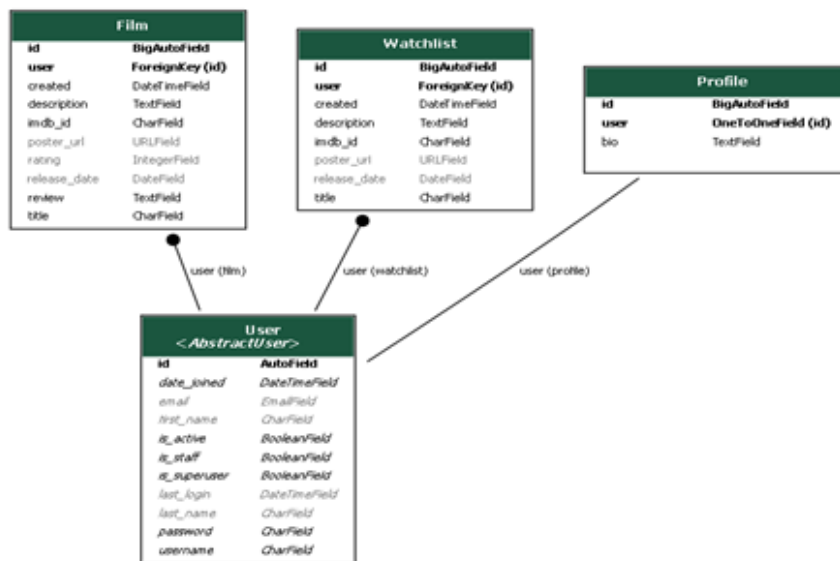 Film
id BigAutoField
user ForeignKey (id)
created DateTimeField
description TextField
imdb_id CharField
poster_url URLField
rating IntegerField
release_date DateField
review TextField
title CharField
Watchlist
id BigAutoField
user ForeignKey (id)
created DateTimeField
description TextField
imdb_id CharField
poster_url URLField
release_date DateField
title CharField
Profile
id BigAutoField
user OneToOneField (id)
bio TextField
user (film)
user (watchlist)
user (profile)
User
<AbstractUser>
id AutoField
date_joined DateTimeField
email EmailField
first_name CharField
is_active BooleanField
is_staff BooleanField
is_superuser BooleanField
last_login DateTimeField
last_name CharField
password CharField
username CharField